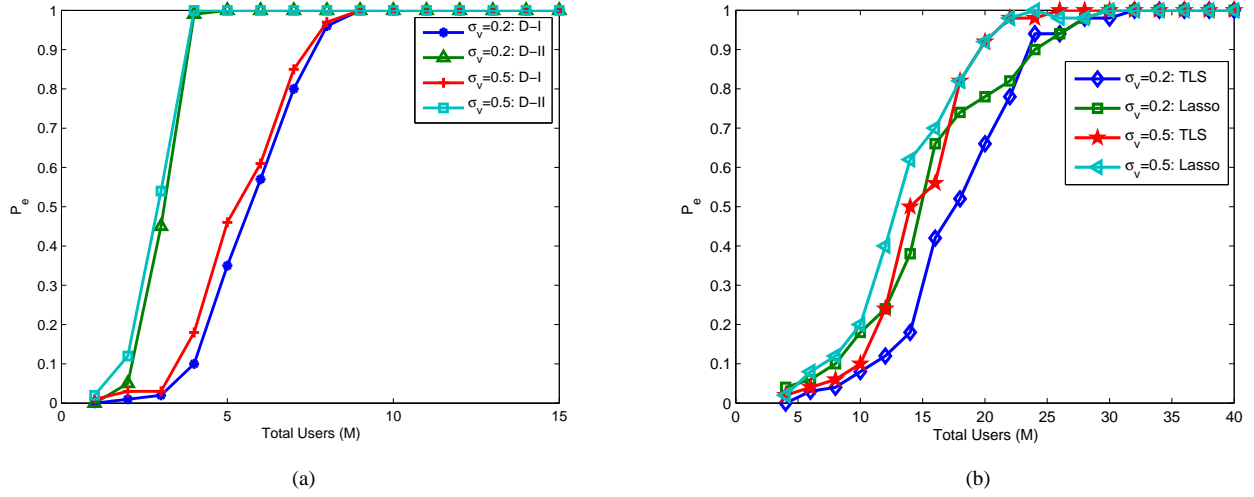 1
0.9
0.8
0.7
0.6
0.5
0.4
0.3
0.2
0.1
0
P_e
0 5 10 15
Total Users (M)
σ_v=0.2: D−I
σ_v=0.2: D−II
σ_v=0.5: D−I
σ_v=0.5: D−II
(a)
1
0.9
0.8
0.7
0.6
0.5
0.4
0.3
0.2
0.1
0
P_e
0 5 10 15 20 25 30 35 40
Total Users (M)
σ_v=0.2: TLS
σ_v=0.2: Lasso
σ_v=0.5: TLS
σ_v=0.5: Lasso
(b)